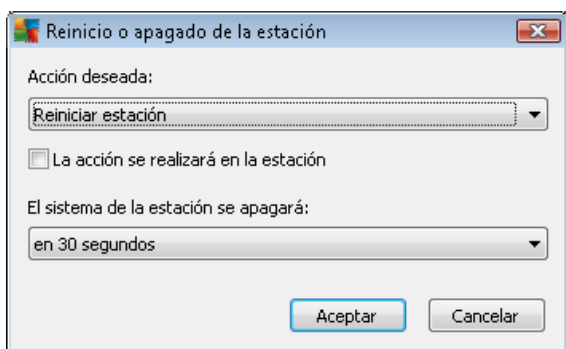 Reinicio o apagado de la estación
Acción deseada:
Reiniciar estación
La acción se realizará en la estación
El sistema de la estación se apagará:
en 30 segundos
Aceptar
Cancelar